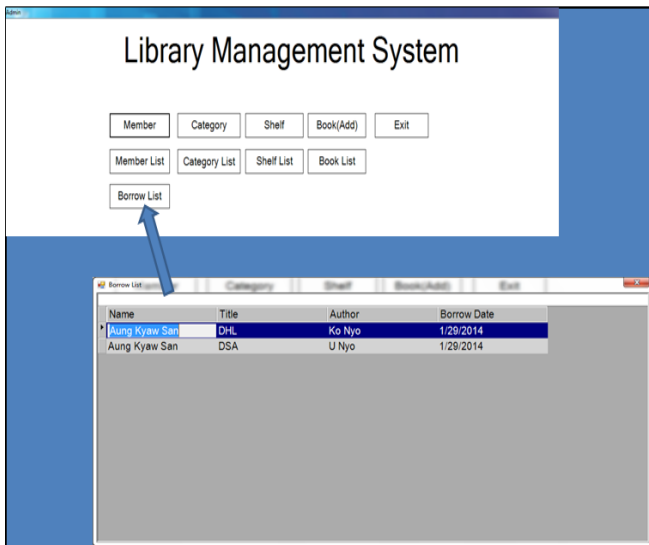 Admin
Library Management System
Member Category Shelf Book(Add) Exit
Member List Category List Shelf List Book List
Borrow List
Borrow List Category Shelf Book(Add) Exit
Name Title Author Borrow Date
Aung Kyaw San DHL Ko Nyo 1/29/2014
Aung Kyaw San DSA U Nyo 1/29/2014